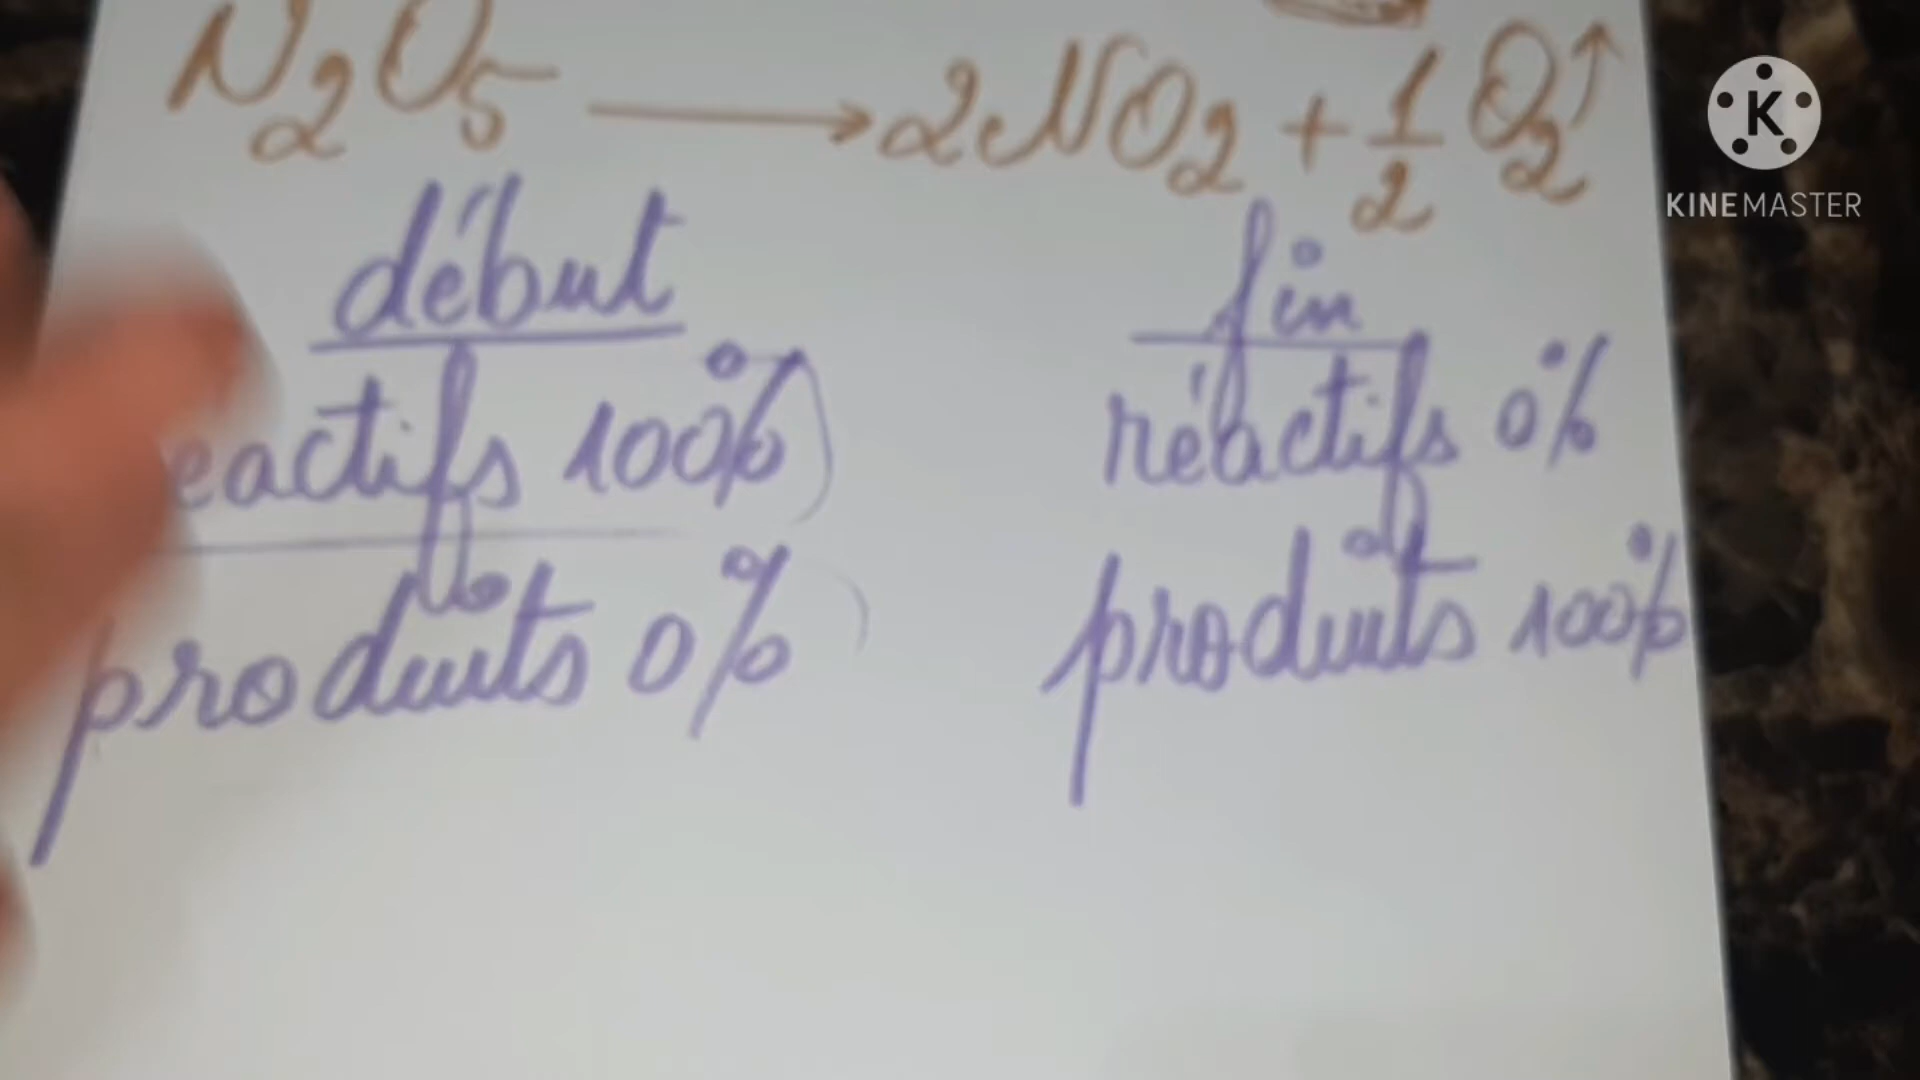 N₂O₅ → 2NO₂ + 1/2 O₂↑
début
fin
réactifs 100%
réactifs 0%
produits 0%
produits 100%
K
KINEMASTER